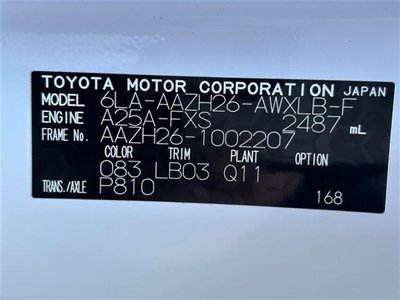 TOYOTA MOTOR CORPORATION JAPAN
MODEL 6LA-AAZH26-AWXLB-F
ENGINE A25A-FXS 2487 mL
FRAME NO. AAZH26-1002207
COLOR TRIM PLANT OPTION
083 LB03 Q11
TRANS./AXLE P810
168